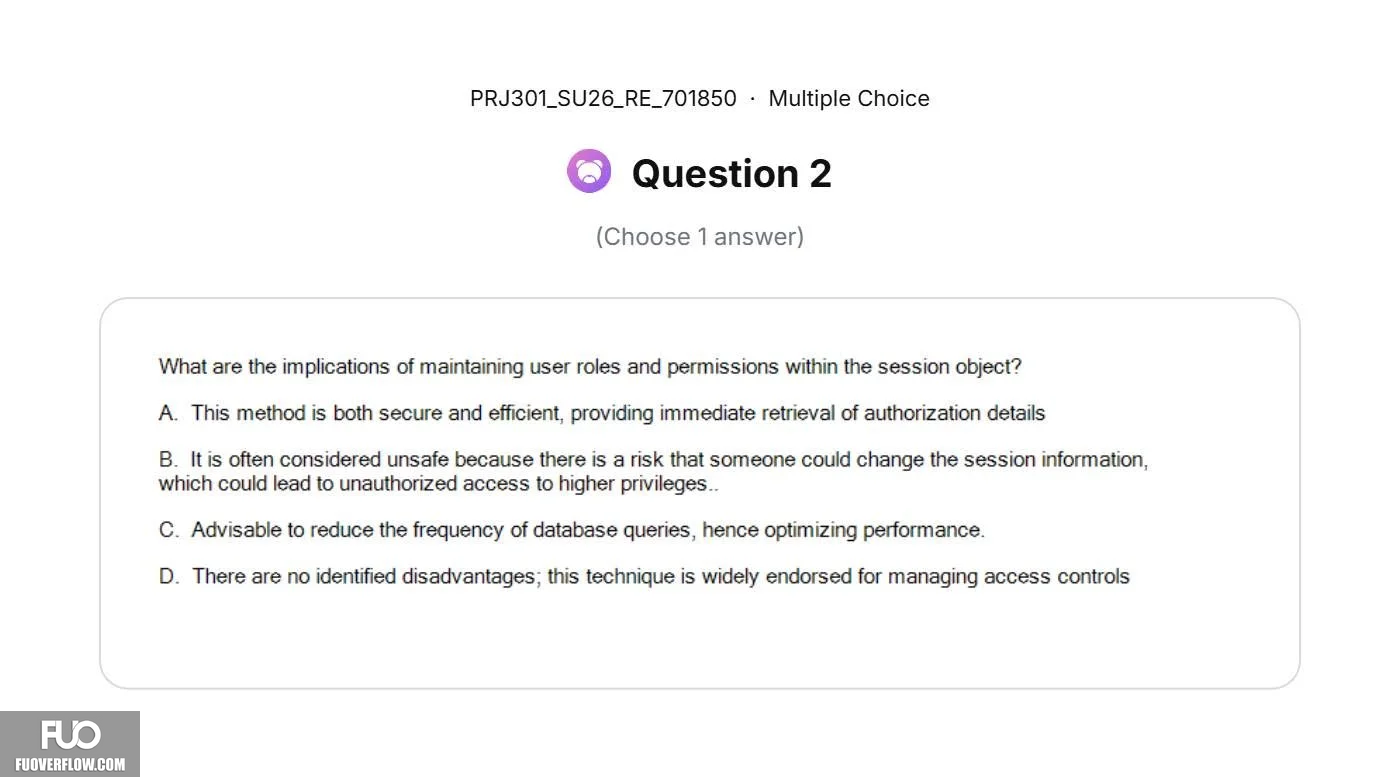 PRJ301_SU26_RE_701850 · Multiple Choice
Question 2
(Choose 1 answer)
What are the implications of maintaining user roles and permissions within the session object?
A. This method is both secure and efficient, providing immediate retrieval of authorization details
B. It is often considered unsafe because there is a risk that someone could change the session information,
which could lead to unauthorized access to higher privileges..
C. Advisable to reduce the frequency of database queries, hence optimizing performance.
D. There are no identified disadvantages; this technique is widely endorsed for managing access controls
FUO
FUOVERFLOW.COM